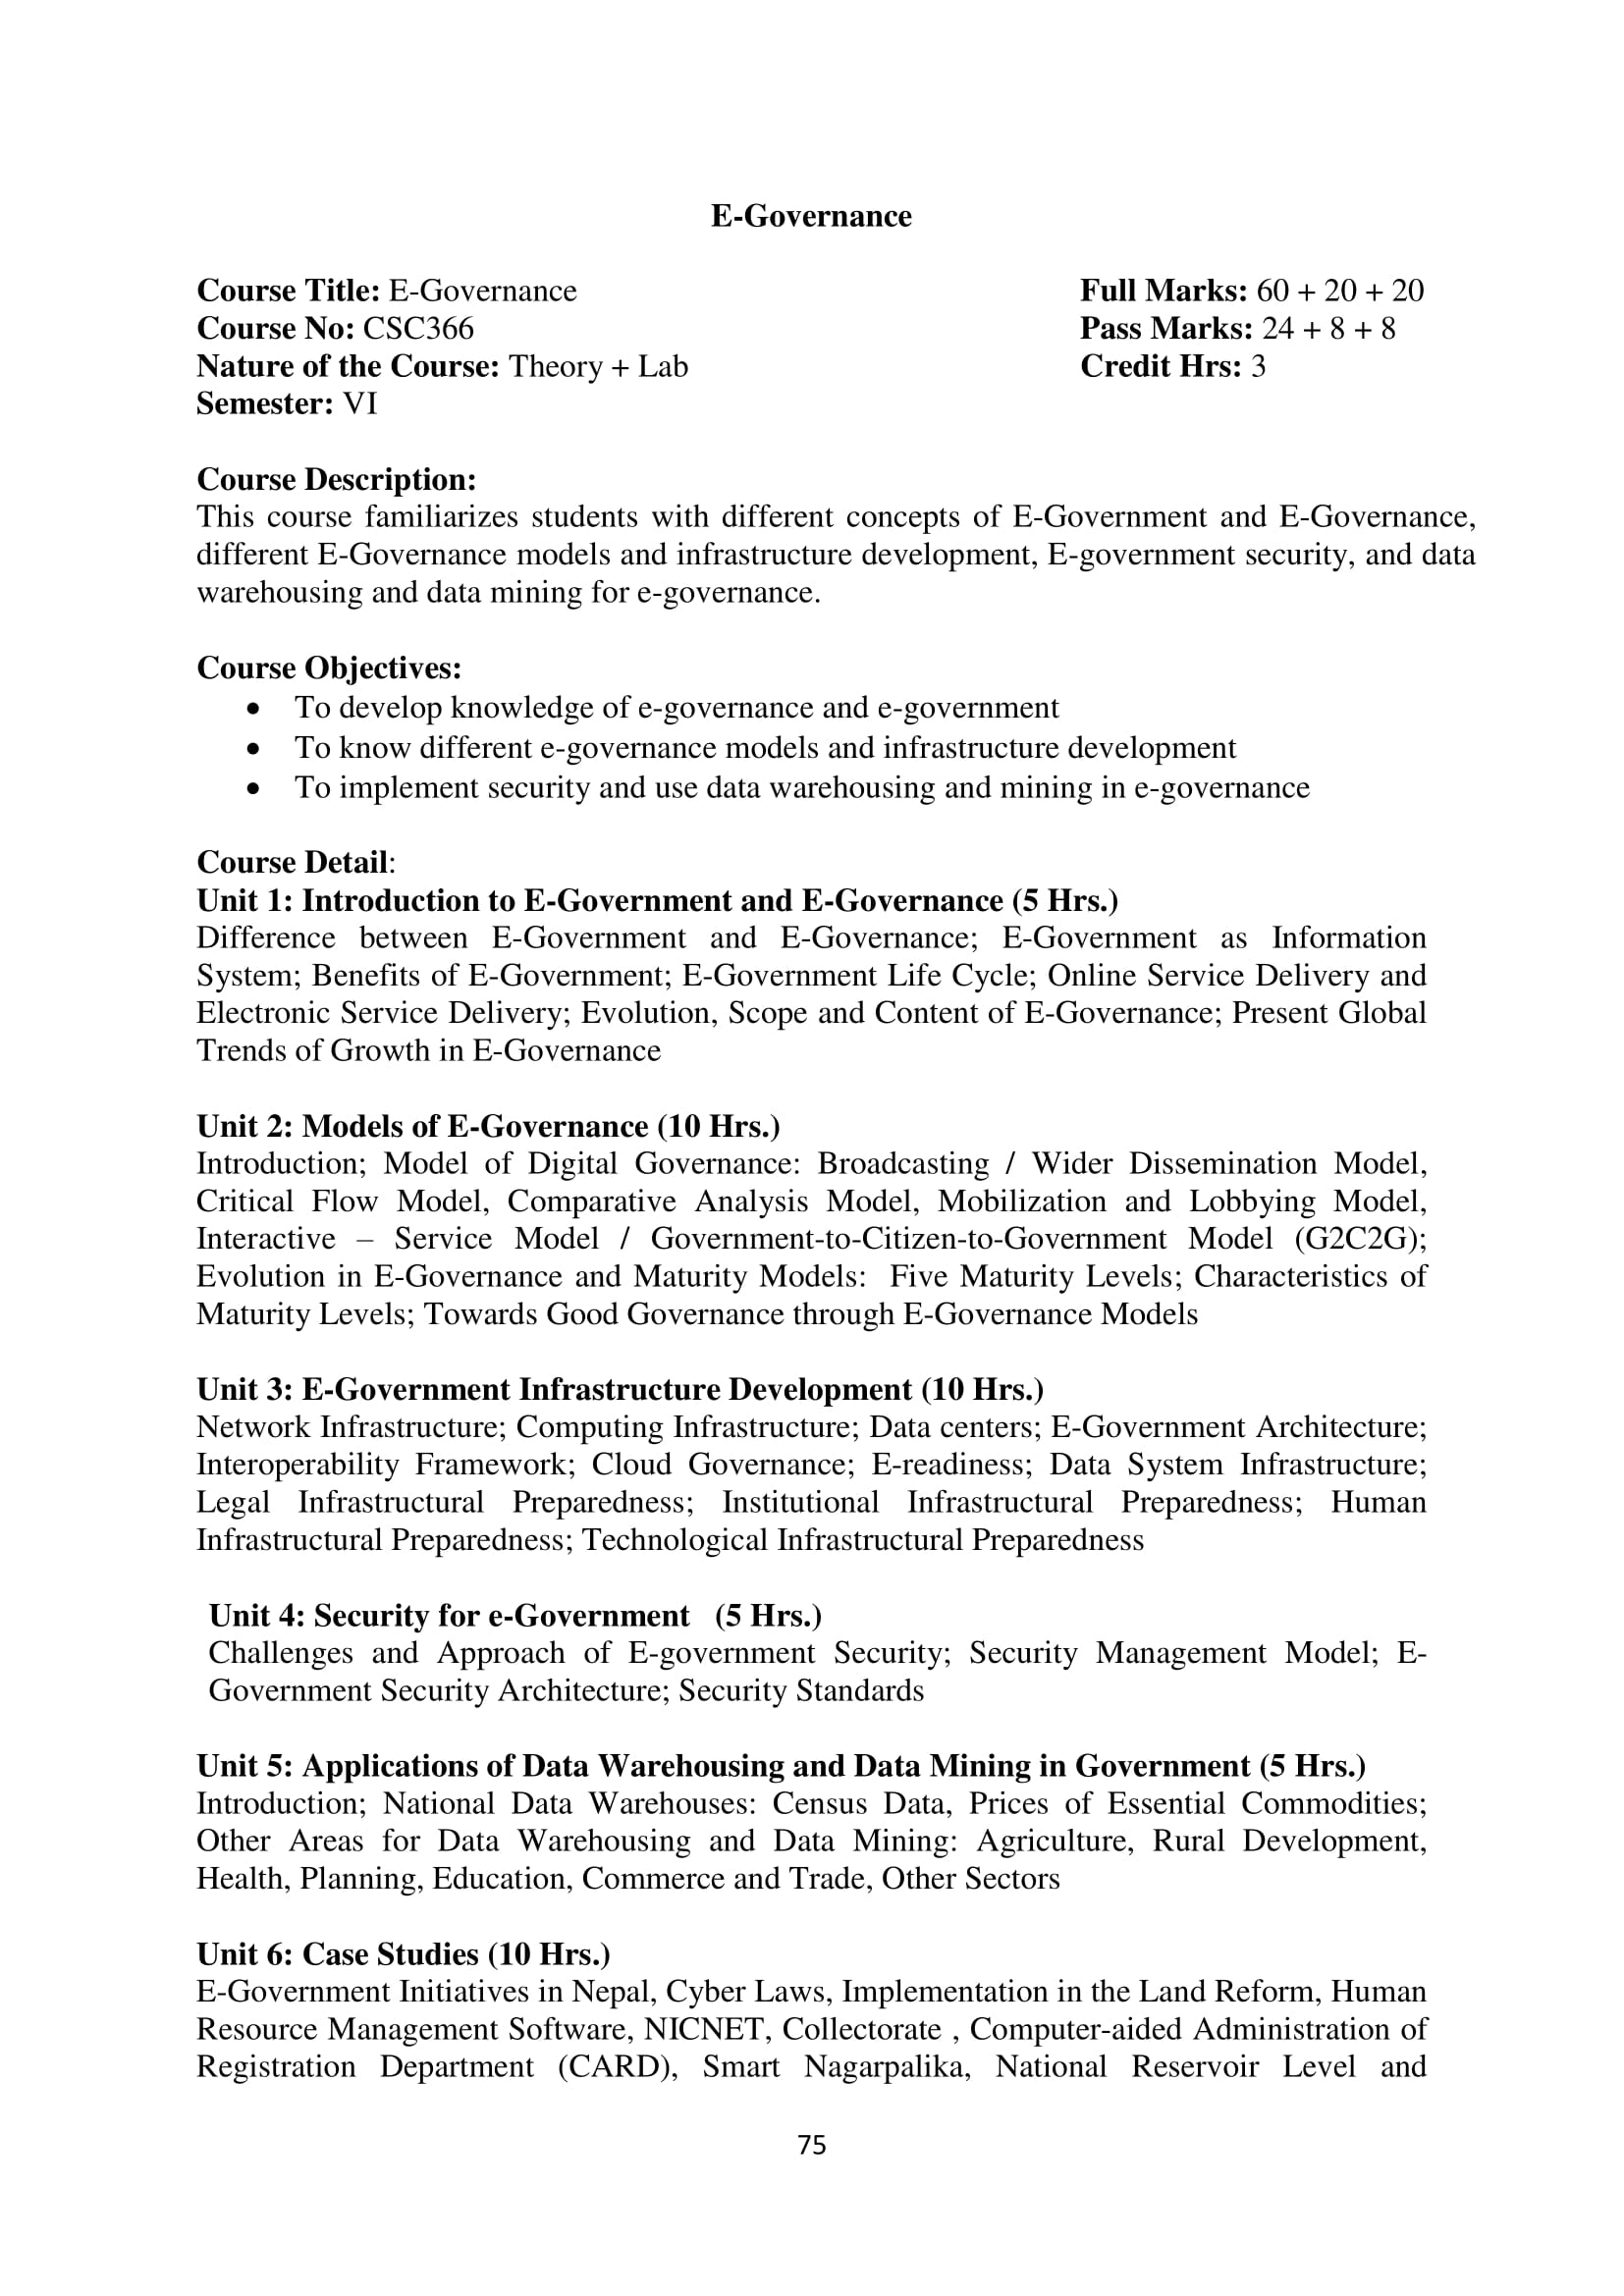 E-Governance
Course Title: E-Governance
Full Marks: 60 + 20 + 20
Course No: CSC366
Pass Marks: 24 + 8 + 8
Nature of the Course: Theory + Lab
Credit Hrs: 3
Semester: VI
Course Description:
This course familiarizes students with different concepts of E-Government and E-Governance,
different E-Governance models and infrastructure development, E-government security, and data
warehousing and data mining for e-governance.
Course Objectives:
• To develop knowledge of e-governance and e-government
• To know different e-governance models and infrastructure development
• To implement security and use data warehousing and mining in e-governance
Course Detail:
Unit 1: Introduction to E-Government and E-Governance (5 Hrs.)
Difference between E-Government and E-Governance; E-Government as Information
System; Benefits of E-Government; E-Government Life Cycle; Online Service Delivery and
Electronic Service Delivery; Evolution, Scope and Content of E-Governance; Present Global
Trends of Growth in E-Governance
Unit 2: Models of E-Governance (10 Hrs.)
Introduction; Model of Digital Governance: Broadcasting / Wider Dissemination Model,
Critical Flow Model, Comparative Analysis Model, Mobilization and Lobbying Model,
Interactive – Service Model / Government-to-Citizen-to-Government Model (G2C2G);
Evolution in E-Governance and Maturity Models: Five Maturity Levels; Characteristics of
Maturity Levels; Towards Good Governance through E-Governance Models
Unit 3: E-Government Infrastructure Development (10 Hrs.)
Network Infrastructure; Computing Infrastructure; Data centers; E-Government Architecture;
Interoperability Framework; Cloud Governance; E-readiness; Data System Infrastructure;
Legal Infrastructural Preparedness; Institutional Infrastructural Preparedness; Human
Infrastructural Preparedness; Technological Infrastructural Preparedness
Unit 4: Security for e-Government (5 Hrs.)
Challenges and Approach of E-government Security; Security Management Model; E-
Government Security Architecture; Security Standards
Unit 5: Applications of Data Warehousing and Data Mining in Government (5 Hrs.)
Introduction; National Data Warehouses: Census Data, Prices of Essential Commodities;
Other Areas for Data Warehousing and Data Mining: Agriculture, Rural Development,
Health, Planning, Education, Commerce and Trade, Other Sectors
Unit 6: Case Studies (10 Hrs.)
E-Government Initiatives in Nepal, Cyber Laws, Implementation in the Land Reform, Human
Resource Management Software, NICNET, Collectorate , Computer-aided Administration of
Registration Department (CARD), Smart Nagarpalika, National Reservoir Level and
75